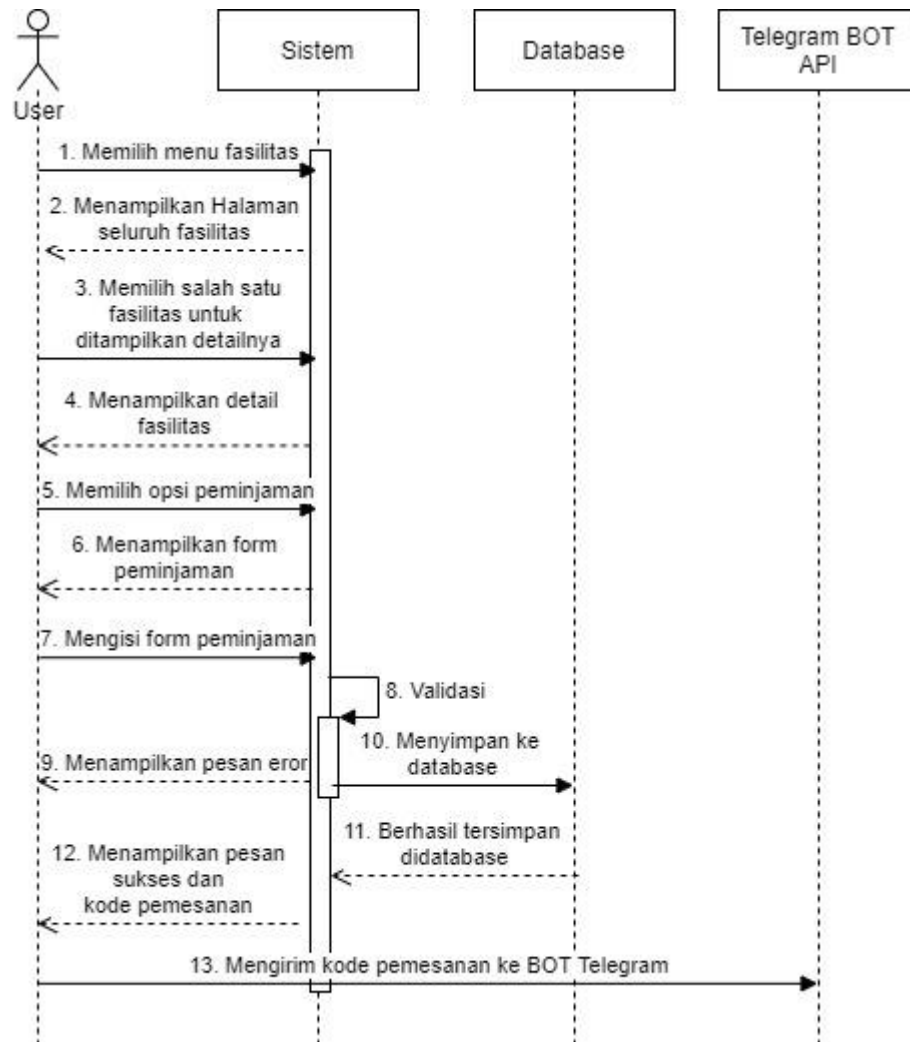 User
Sistem
Database
Telegram BOT
API
1. Memilih menu fasilitas
2. Menampilkan Halaman
seluruh fasilitas
3. Memilih salah satu
fasilitas untuk
ditampilkan detailnya
4. Menampilkan detail
fasilitas
5. Memilih opsi peminjaman
6. Menampilkan form
peminjaman
7. Mengisi form peminjaman
8. Validasi
9. Menampilkan pesan eror
10. Menyimpan ke
database
11. Berhasil tersimpan
didatabase
12. Menampilkan pesan
sukses dan
kode pemesanan
13. Mengirim kode pemesanan ke BOT Telegram